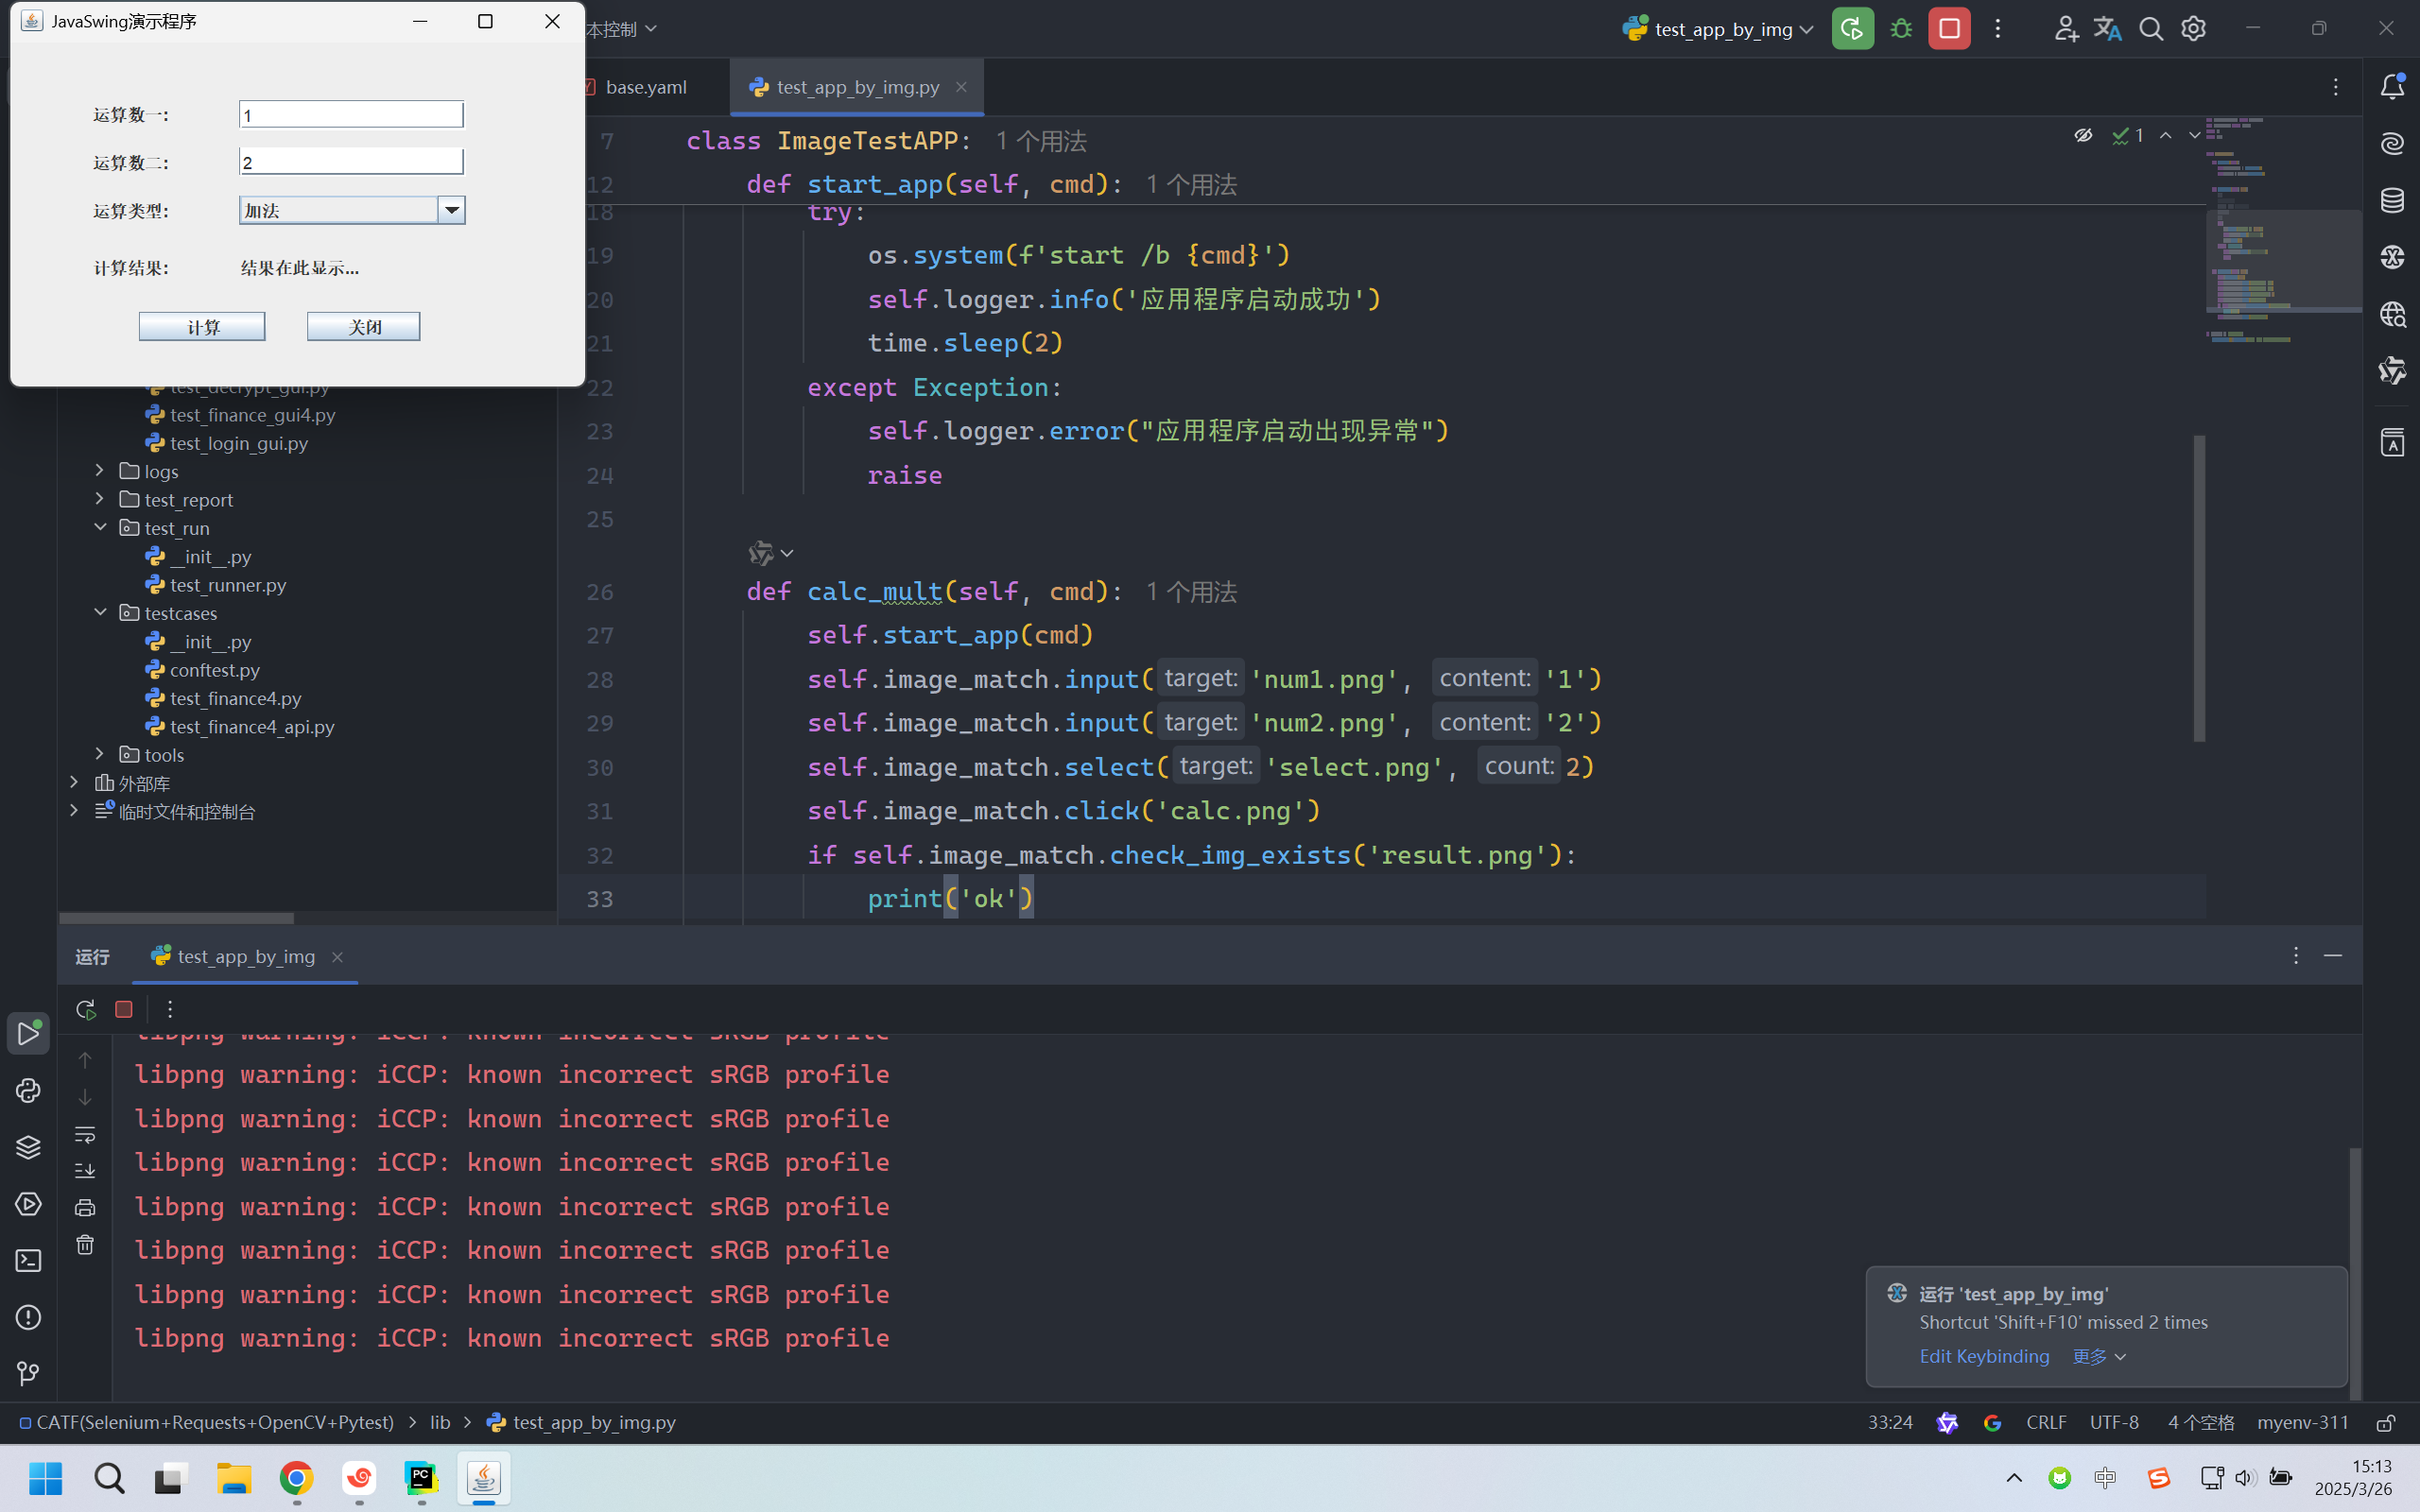 JavaSwing演示程序
运算数一:
1
运算数二:
2
运算类型:
加法
计算结果:
结果在此显示...
计算
关闭
本控制
test_app_by_img
base.yaml
test_app_by_img.py
7 class ImageTestAPP: 1 个用法
1
12 def start_app(self, cmd): 1 个用法
18 try:
19 os.system(f'start /b {cmd}')
20 self.logger.info('应用程序启动成功')
21 time.sleep(2)
22 except Exception:
23 self.logger.error("应用程序启动出现异常")
24 raise
25
26 def calc_mult(self, cmd): 1 个用法
27 self.start_app(cmd)
28 self.image_match.input( target: 'num1.png', content: '1')
29 self.image_match.input( target: 'num2.png', content: '2')
30 self.image_match.select( target: 'select.png', count: 2)
31 self.image_match.click('calc.png')
32 if self.image_match.check_img_exists('result.png'):
33 print('ok')
test_decrypt_gui.py
test_finance_gui4.py
test_login_gui.py
logs
test_report
test_run
__init__.py
test_runner.py
testcases
__init__.py
conftest.py
test_finance4.py
test_finance4_api.py
tools
外部库
临时文件和控制台
运行
test_app_by_img
libpng warning: iCCP: known incorrect sRGB profile
libpng warning: iCCP: known incorrect sRGB profile
libpng warning: iCCP: known incorrect sRGB profile
libpng warning: iCCP: known incorrect sRGB profile
libpng warning: iCCP: known incorrect sRGB profile
libpng warning: iCCP: known incorrect sRGB profile
libpng warning: iCCP: known incorrect sRGB profile
libpng warning: iCCP: known incorrect sRGB profile
运行 'test_app_by_img'
Shortcut 'Shift+F10' missed 2 times
Edit Keybinding 更多
CATF(Selenium+Requests+OpenCV+Pytest) > lib > test_app_by_img.py
33:24 CRLF UTF-8 4 个空格 myenv-311
PC
中
15:13
2025/3/26